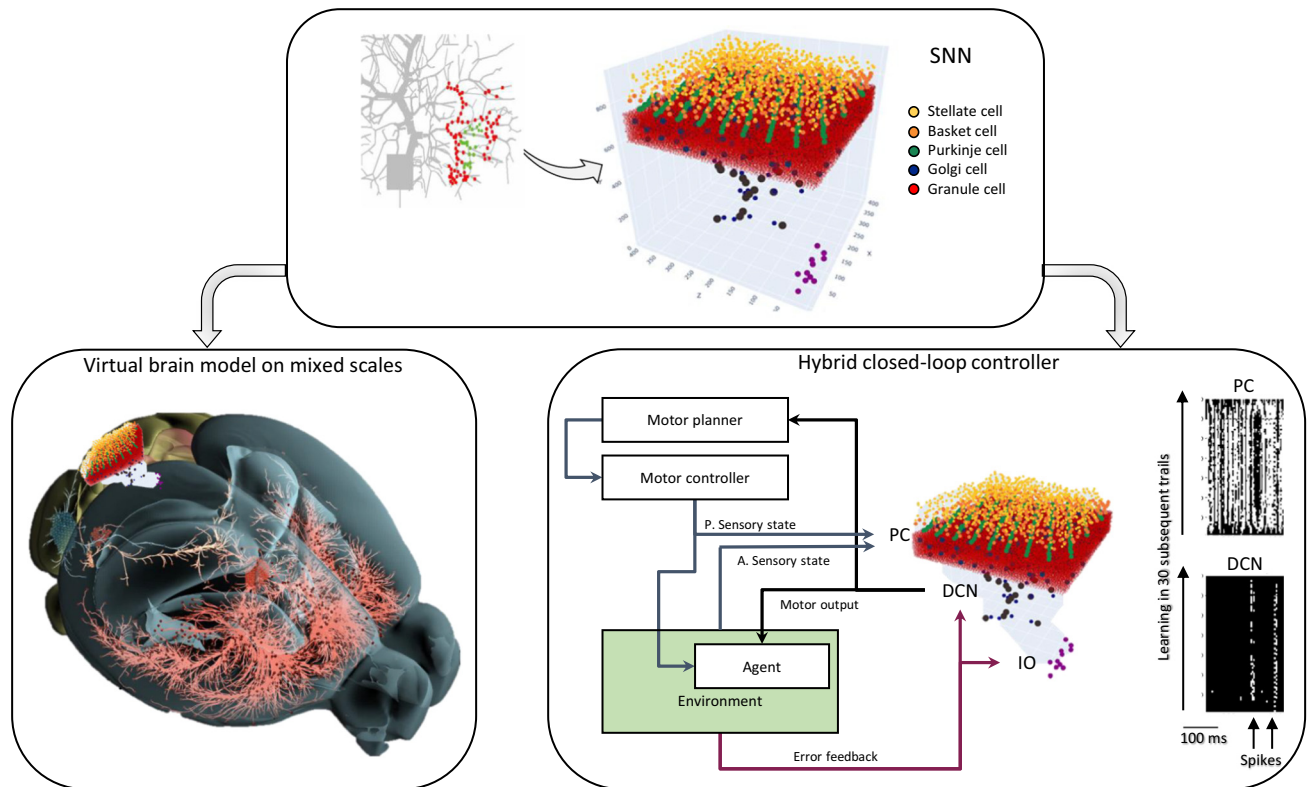 SNN
Stellate cell
Basket cell
Purkinje cell
Golgi cell
Granule cell
Virtual brain model on mixed scales
Hybrid closed-loop controller
Motor planner
Motor controller
P. Sensory state
PC
A. Sensory state
DCN
Motor output
IO
Agent
Environment
Error feedback
PC
Learning in 30 subsequent trails
DCN
100 ms
Spikes